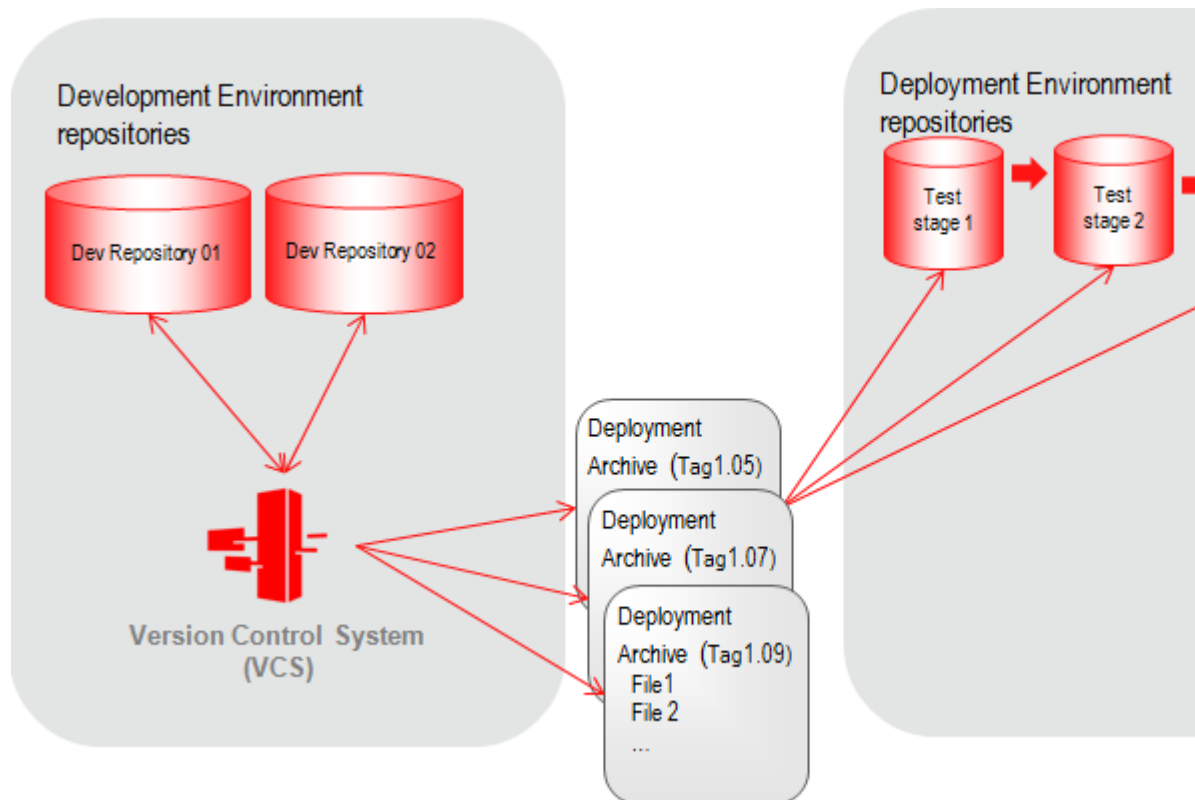 Development Environment
repositories
Dev Repository 01
Dev Repository 02
Version Control System
(VCS)
Deployment
Archive (Tag1.05)
Deployment
Archive (Tag1.07)
Deployment
Archive (Tag1.09)
File1
File 2
...
Deployment Environment
repositories
Test
stage 1
Test
stage 2